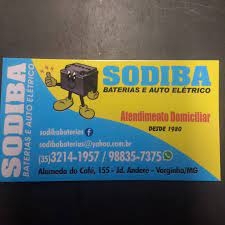 SODIBA
BATERIAS E AUTO ELÉTRICO
SODIBA
BATERIAS E AUTO ELÉTRICO
Atendimento Domiciliar
DESDE 1980
sodibabaterias f
sodibabaterias@yahoo.com.br
(35)3214-1957 / 98835-7375
Alameda do Café, 155 - Jd. Andere - Varginha/MG